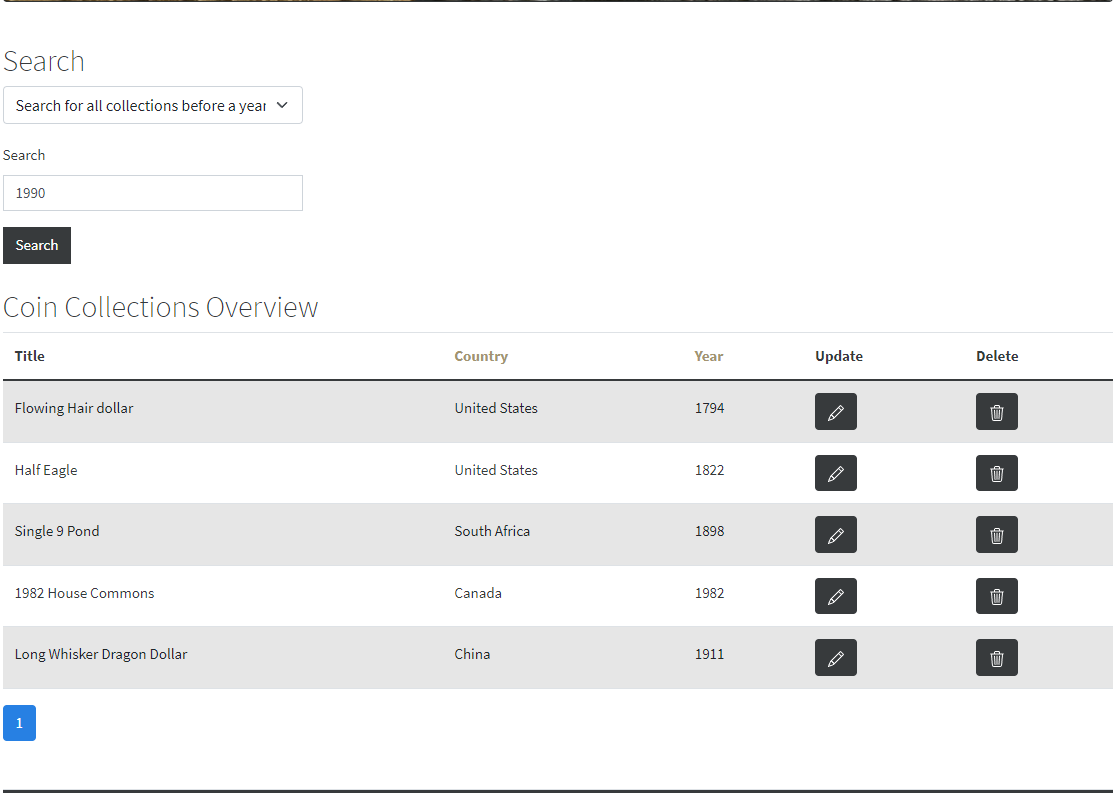 Search
Search for all collections before a year
Search
1990
Search
Coin Collections Overview
Title Country Year Update Delete
Flowing Hair dollar United States 1794
Half Eagle United States 1822
Single 9 Pond South Africa 1898
1982 House Commons Canada 1982
Long Whisker Dragon Dollar China 1911
1